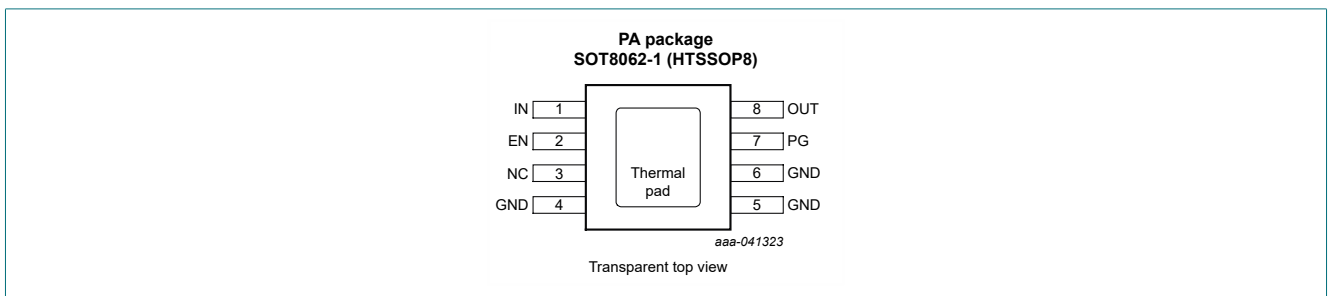 PA package
SOT8062-1 (HTSSOP8)
IN 1 8 OUT
EN 2 7 PG
NC 3 Thermal 6 GND
pad
GND 4 5 GND
aaa-041323
Transparent top view